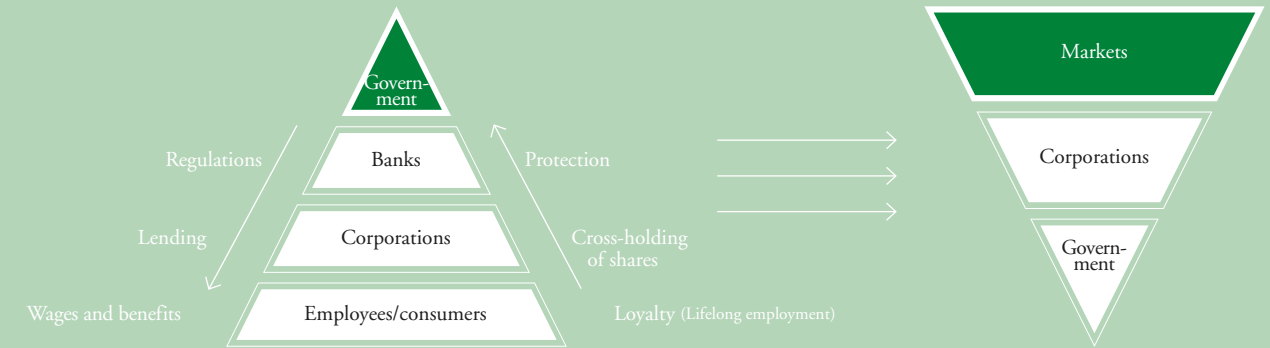 Govern-
ment
Regulations
Banks
Protection
Lending
Corporations
Cross-holding
of shares
Wages and benefits
Employees/consumers
Loyalty (Lifelong employment)
Markets
Corporations
Govern-
ment